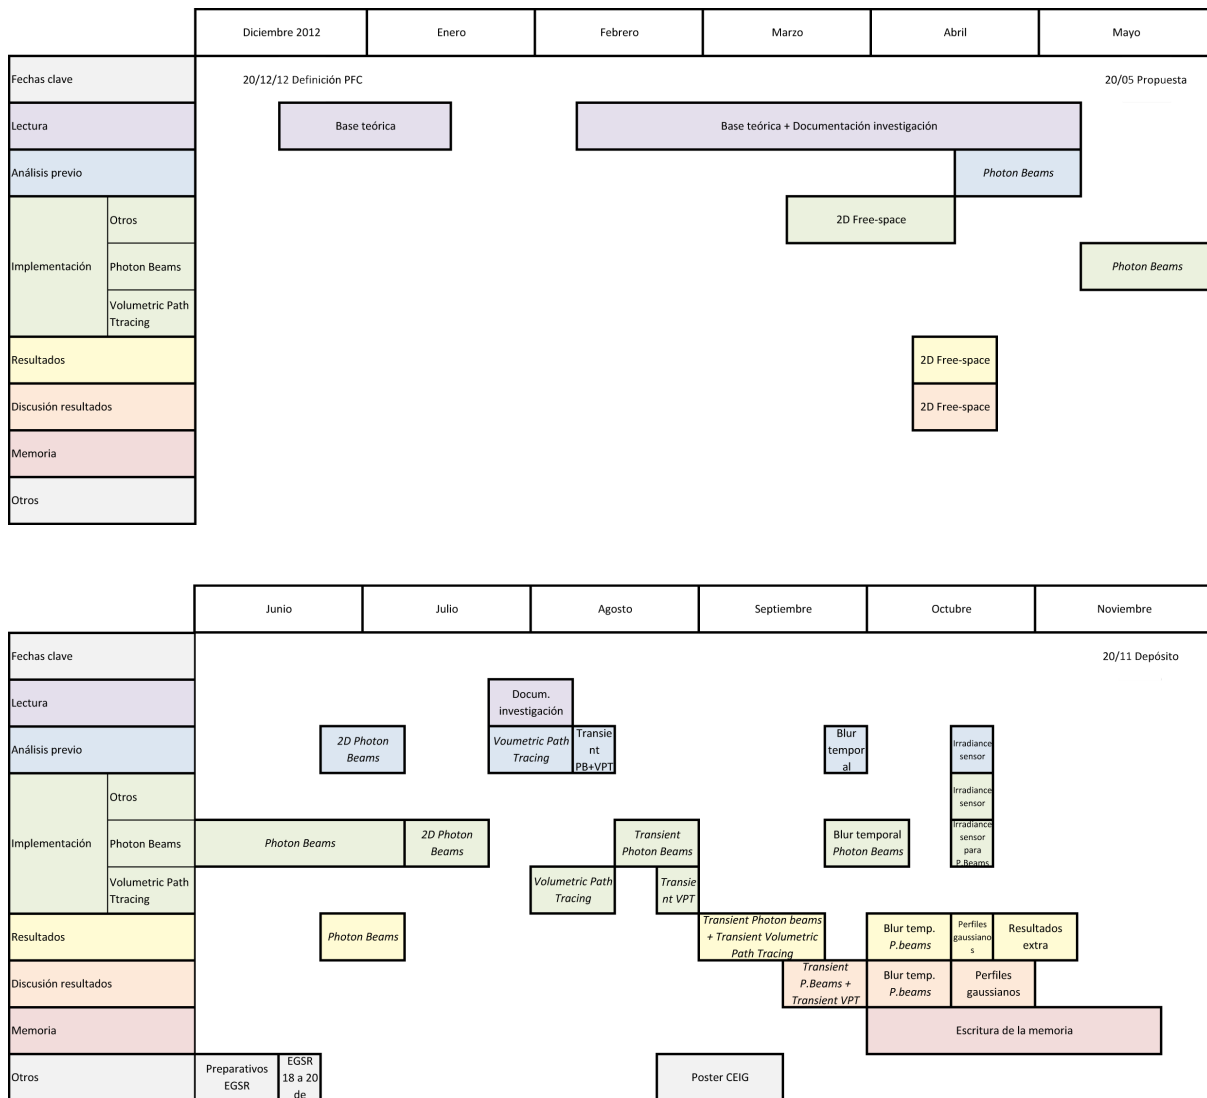 Diciembre 2012 Enero Febrero Marzo Abril Mayo
Fechas clave 20/12/12 Definición PFC 20/05 Propuesta
Lectura Base teórica Base teórica + Documentación investigación
Análisis previo Photon Beams
Implementación
Otros 2D Free-space
Photon Beams Photon Beams
Volumetric Path
Ttracing
Resultados 2D Free-space
Discusión resultados 2D Free-space
Memoria
Otros
Junio Julio Agosto Septiembre Octubre Noviembre
Fechas clave 20/11 Depósito
Lectura
Docum.
investigación
Análisis previo
2D Photon
Beams
Voumetric Path
Tracing
Transie
nt
PB+VPT
Blur
tempor
al
Irradiance
sensor
Implementación
Otros
Irradiance
sensor
Photon Beams
Photon Beams
2D Photon
Beams
Transient
Photon Beams
Blur temporal
Photon Beams
Irradiance
sensor
para
P.Beams
Volumetric Path
Ttracing
Volumetric Path
Tracing
Transie
nt VPT
Resultados
Photon Beams
Transient Photon beams
+ Transient Volumetric
Path Tracing
Blur temp.
P.beams
Perfiles
gaussiano
s
Resultados
extra
Discusión resultados
Transient
P.Beams +
Transient VPT
Blur temp.
P.beams
Perfiles
gaussianos
Memoria
Escritura de la memoria
Otros
Preparativos
EGSR
EGSR
18 a 20
de
Poster CEIG